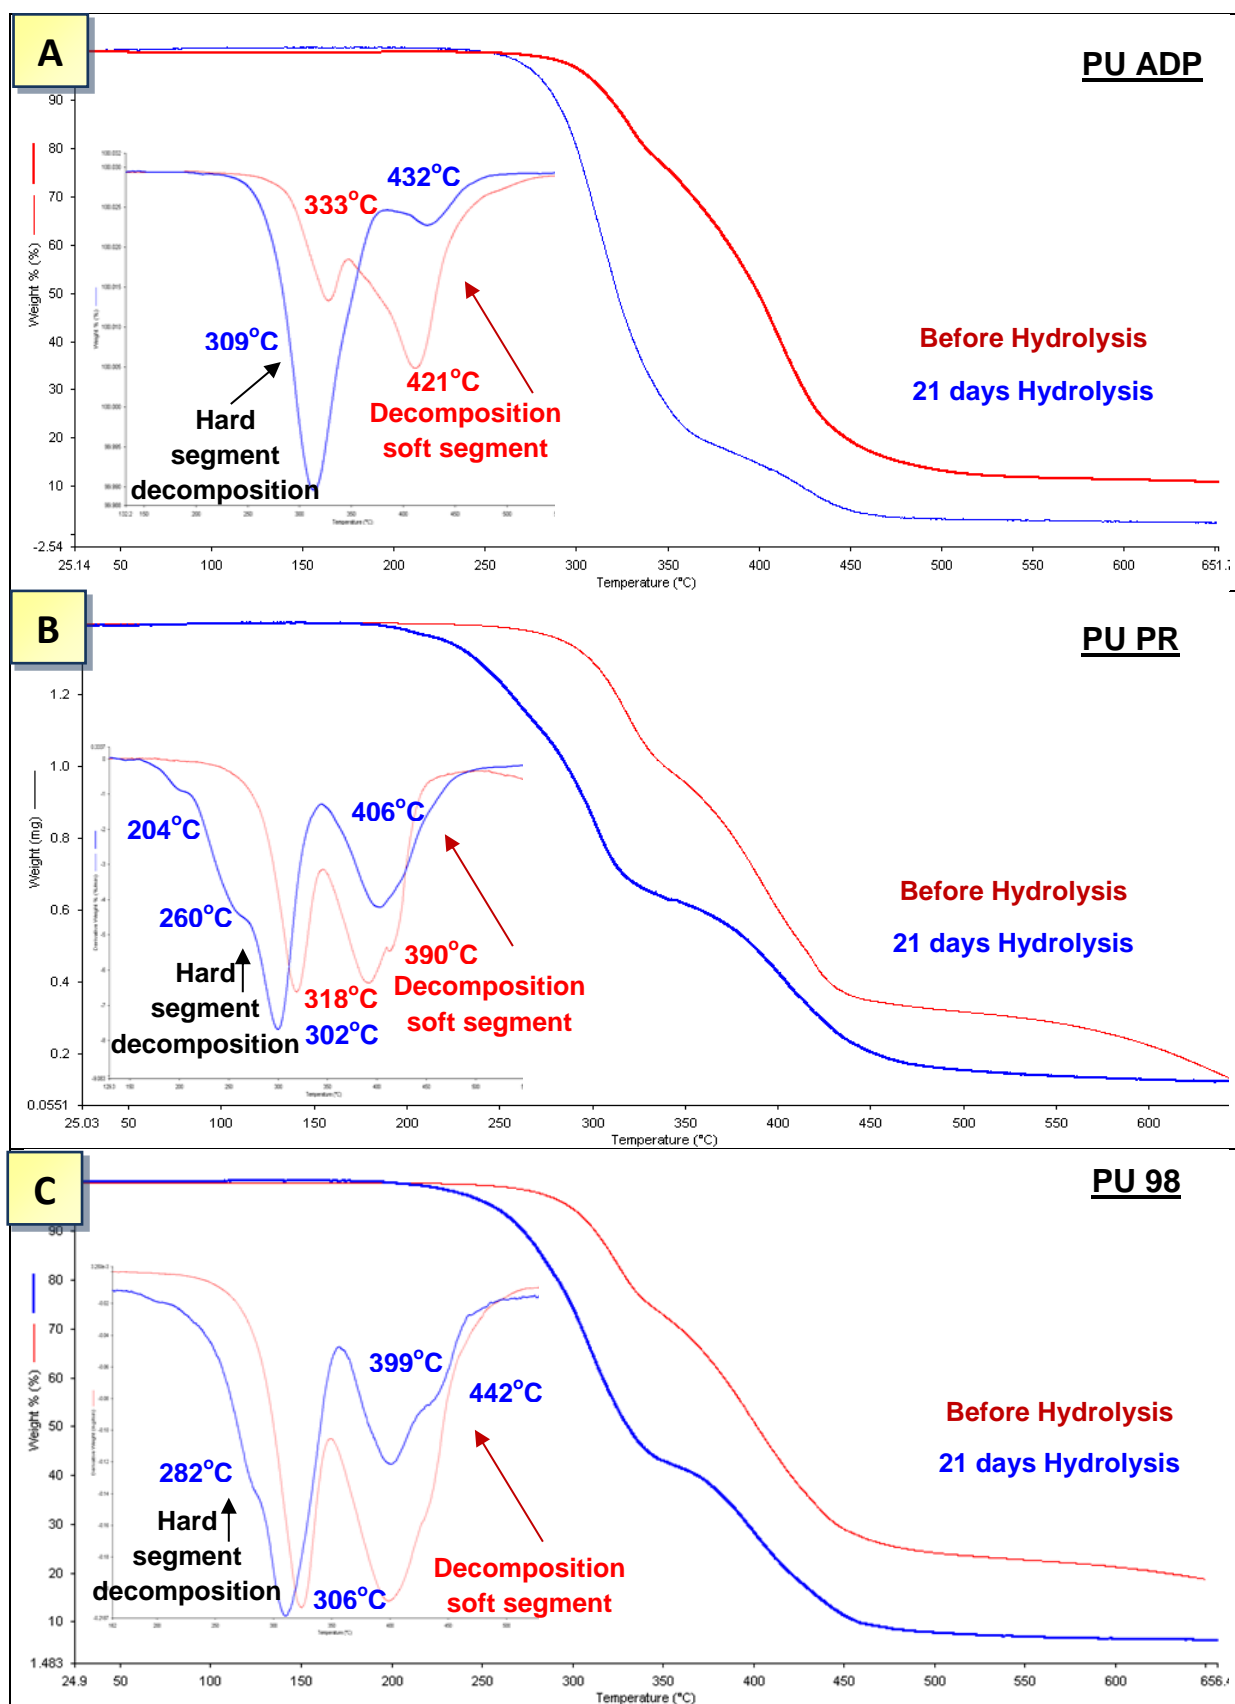 A
PU ADP
90
80
70
60
50
40
30
20
10
-2.54
Weight % (%)
25.14 50 100 150 200 250 300 350 400 450 500 550 600
Temperature (°C)
333°C
432°C
309°C
421°C
Hard
segment
decomposition
Decomposition
soft segment
Before Hydrolysis
21 days Hydrolysis
B
PU PR
1.2
1.0
0.8
0.6
0.4
0.2
0.0551
Weight (mg)
25.03 50 100 150 200 250 300 350 400 450 500 550 600
Temperature (°C)
204°C
406°C
260°C
390°C
318°C
302°C
Hard
segment
decomposition
Decomposition
soft segment
Before Hydrolysis
21 days Hydrolysis
C
PU 98
90
80
70
60
50
40
30
20
10
1.483
Weight % (%)
24.9 50 100 150 200 250 300 350 400 450 500 550 600 656.4
Temperature (°C)
399°C
442°C
282°C
306°C
Hard
segment
decomposition
Decomposition
soft segment
Before Hydrolysis
21 days Hydrolysis